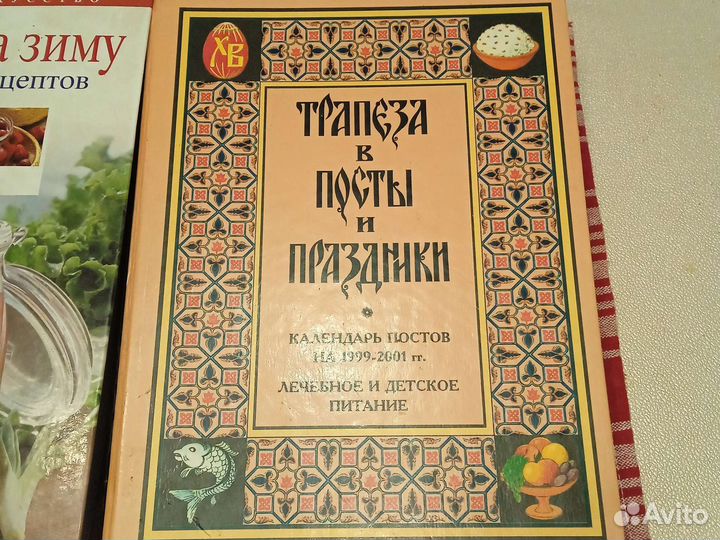 а зиму
цептов
ХВ
ТРАПЕЗА
В
ПОСТЫ
И
ПРАЗДНИКИ
КАЛЕНДАРЬ ПОСТОВ
НА 1999-2001 гг.
ЛЕЧЕБНОЕ И ДЕТСКОЕ
ПИТАНИЕ
Avito